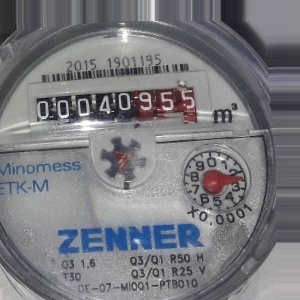 2015 1901195
00040955
m³
Minomess
ETK-M
X0,0001
ZENNER
Q3 1,6 Q3/Q1 R50 H
T30 Q3/Q1 R25 V
DE-07-MI001-PTB010